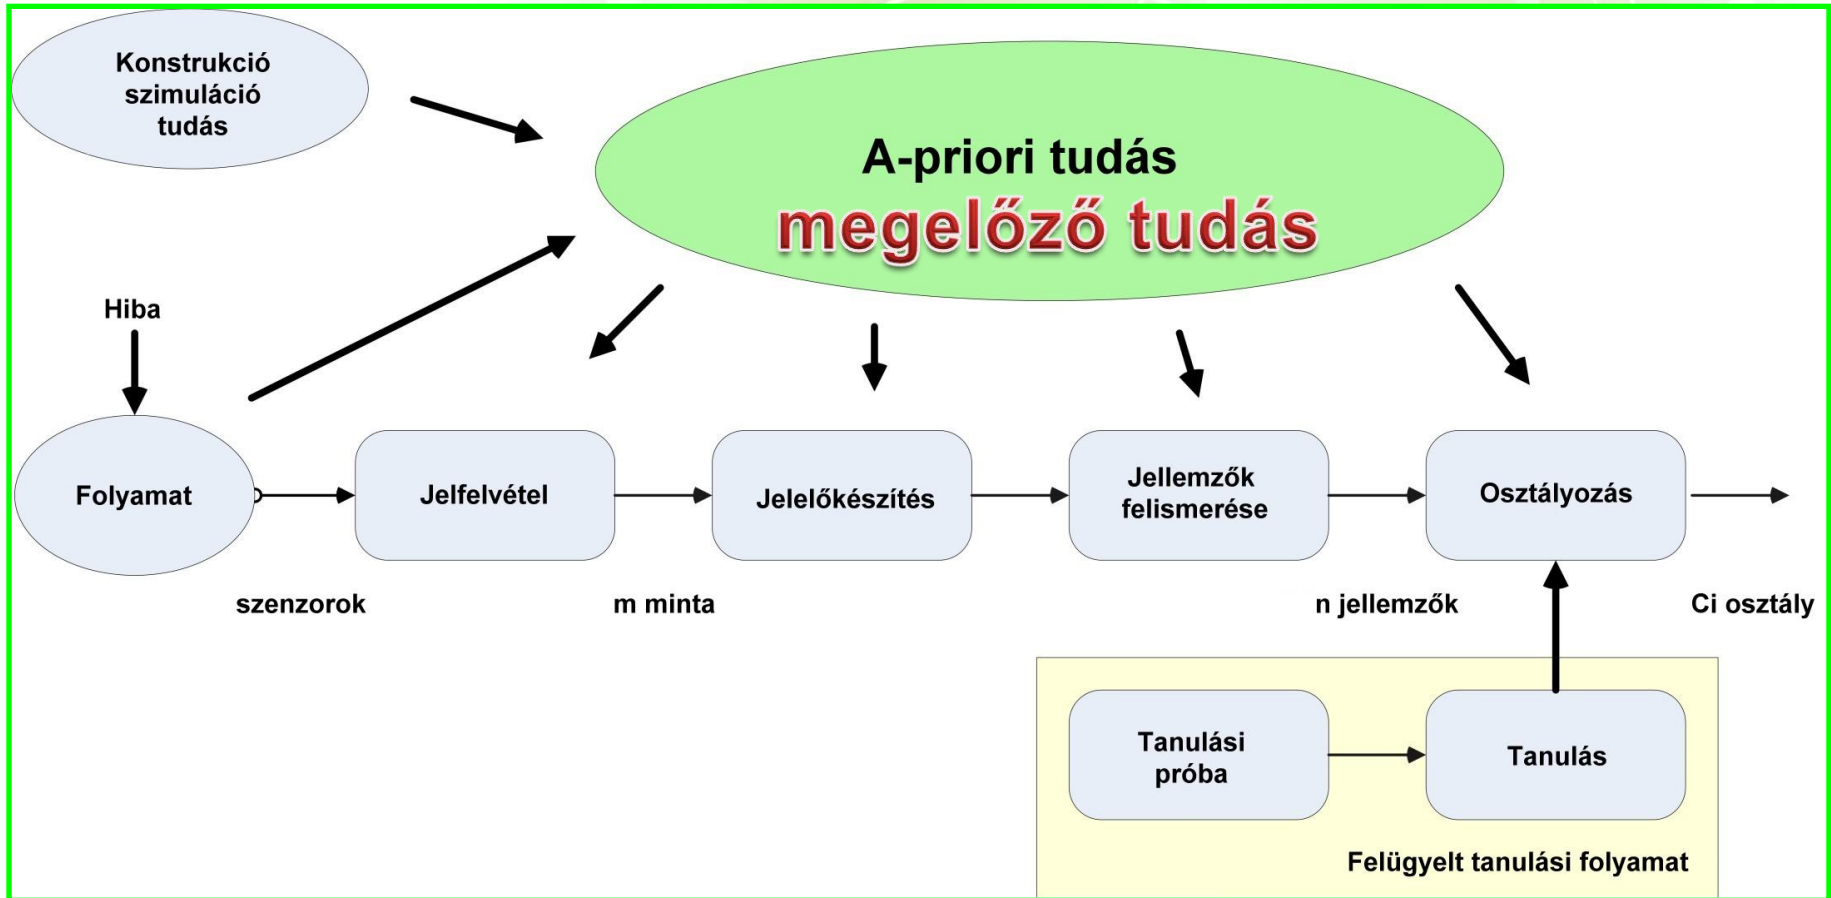 Konstrukció
szimuláció
tudás
A-priori tudás
megelőző tudás
Hiba
Folyamat
Jelfelvétel
Jelelőkészítés
Jellemzők
felismerése
Osztályozás
szenzorok
m minta
n jellemzők
Ci osztály
Tanulási
próba
Tanulás
Felügyelt tanulási folyamat